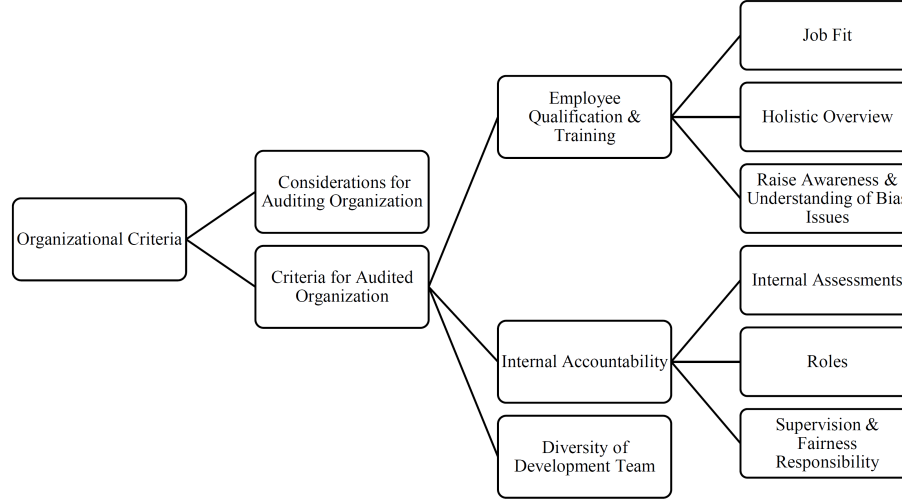 Organizational Criteria
Considerations for
Auditing Organization
Criteria for Audited
Organization
Employee
Qualification &
Training
Internal Accountability
Diversity of
Development Team
Job Fit
Holistic Overview
Raise Awareness &
Understanding of Bias
Issues
Internal Assessments
Roles
Supervision &
Fairness
Responsibility